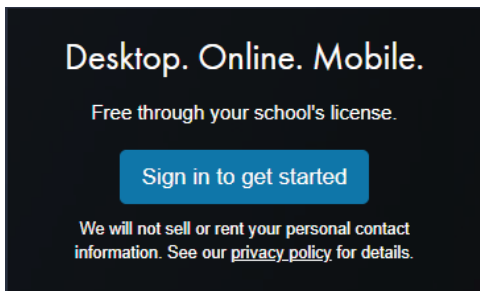 Desktop. Online. Mobile.
Free through your school's license.
Sign in to get started
We will not sell or rent your personal contact
information. See our privacy policy for details.